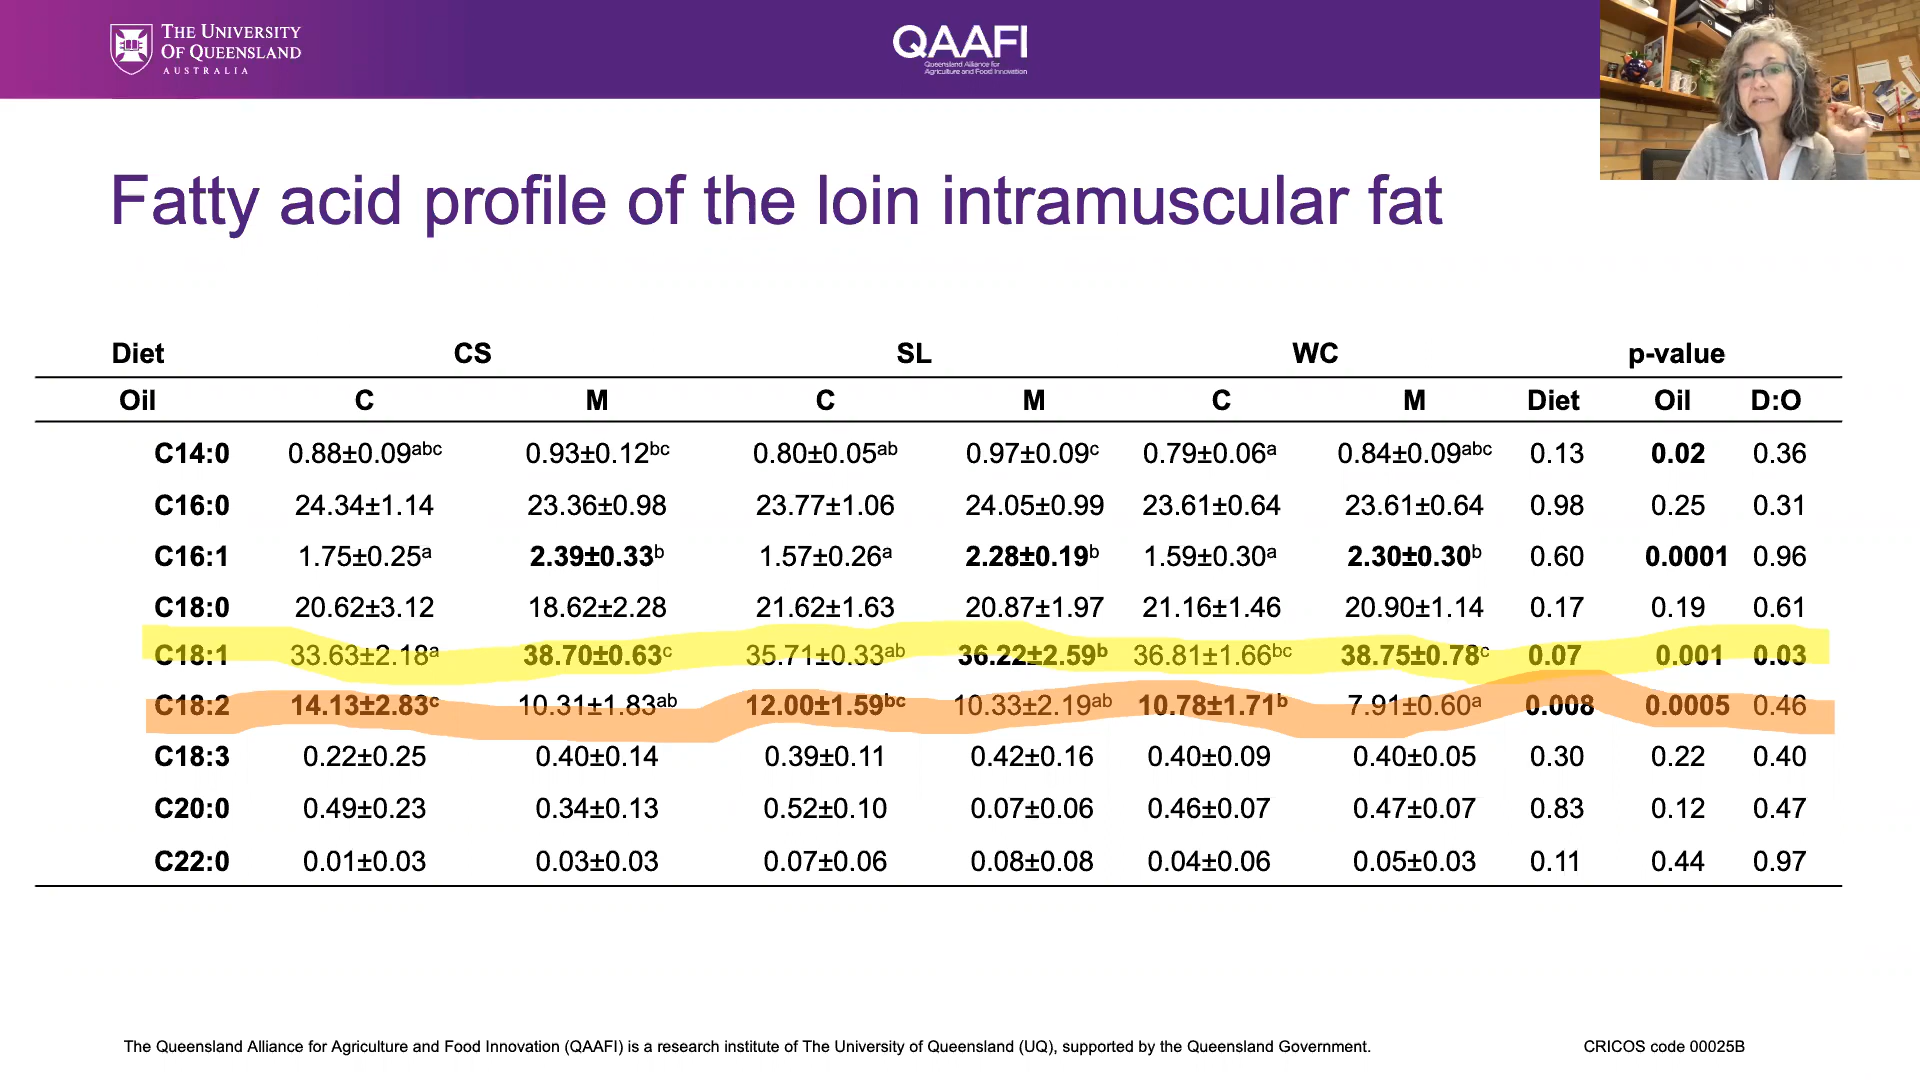 THE UNIVERSITY
OF QUEENSLAND
AUSTRALIA
QAAFI
Queensland Alliance for
Agriculture and Food Innovation
Fatty acid profile of the loin intramuscular fat
Diet CS SL WC p-value
Oil C M C M C M Diet Oil D:O
C14:0 0.88±0.09abc 0.93±0.12bc 0.80±0.05ab 0.97±0.09c 0.79±0.06a 0.84±0.09abc 0.13 0.02 0.36
C16:0 24.34±1.14 23.36±0.98 23.77±1.06 24.05±0.99 23.61±0.64 23.61±0.64 0.98 0.25 0.31
C16:1 1.75±0.25a 2.39±0.33b 1.57±0.26a 2.28±0.19b 1.59±0.30a 2.30±0.30b 0.60 0.0001 0.96
C18:0 20.62±3.12 18.62±2.28 21.62±1.63 20.87±1.97 21.16±1.46 20.90±1.14 0.17 0.19 0.61
C18:1 33.63±2.18a 38.70±0.63c 35.71±0.33ab 36.22±2.59b 36.81±1.66bc 38.75±0.78c 0.07 0.001 0.03
C18:2 14.13±2.83c 10.31±1.83ab 12.00±1.59bc 10.33±2.19ab 10.78±1.71b 7.91±0.60a 0.008 0.0005 0.46
C18:3 0.22±0.25 0.40±0.14 0.39±0.11 0.42±0.16 0.40±0.09 0.40±0.05 0.30 0.22 0.40
C20:0 0.49±0.23 0.34±0.13 0.52±0.10 0.07±0.06 0.46±0.07 0.47±0.07 0.83 0.12 0.47
C22:0 0.01±0.03 0.03±0.03 0.07±0.06 0.08±0.08 0.04±0.06 0.05±0.03 0.11 0.44 0.97
The Queensland Alliance for Agriculture and Food Innovation (QAAFI) is a research institute of The University of Queensland (UQ), supported by the Queensland Government. CRICOS code 00025B